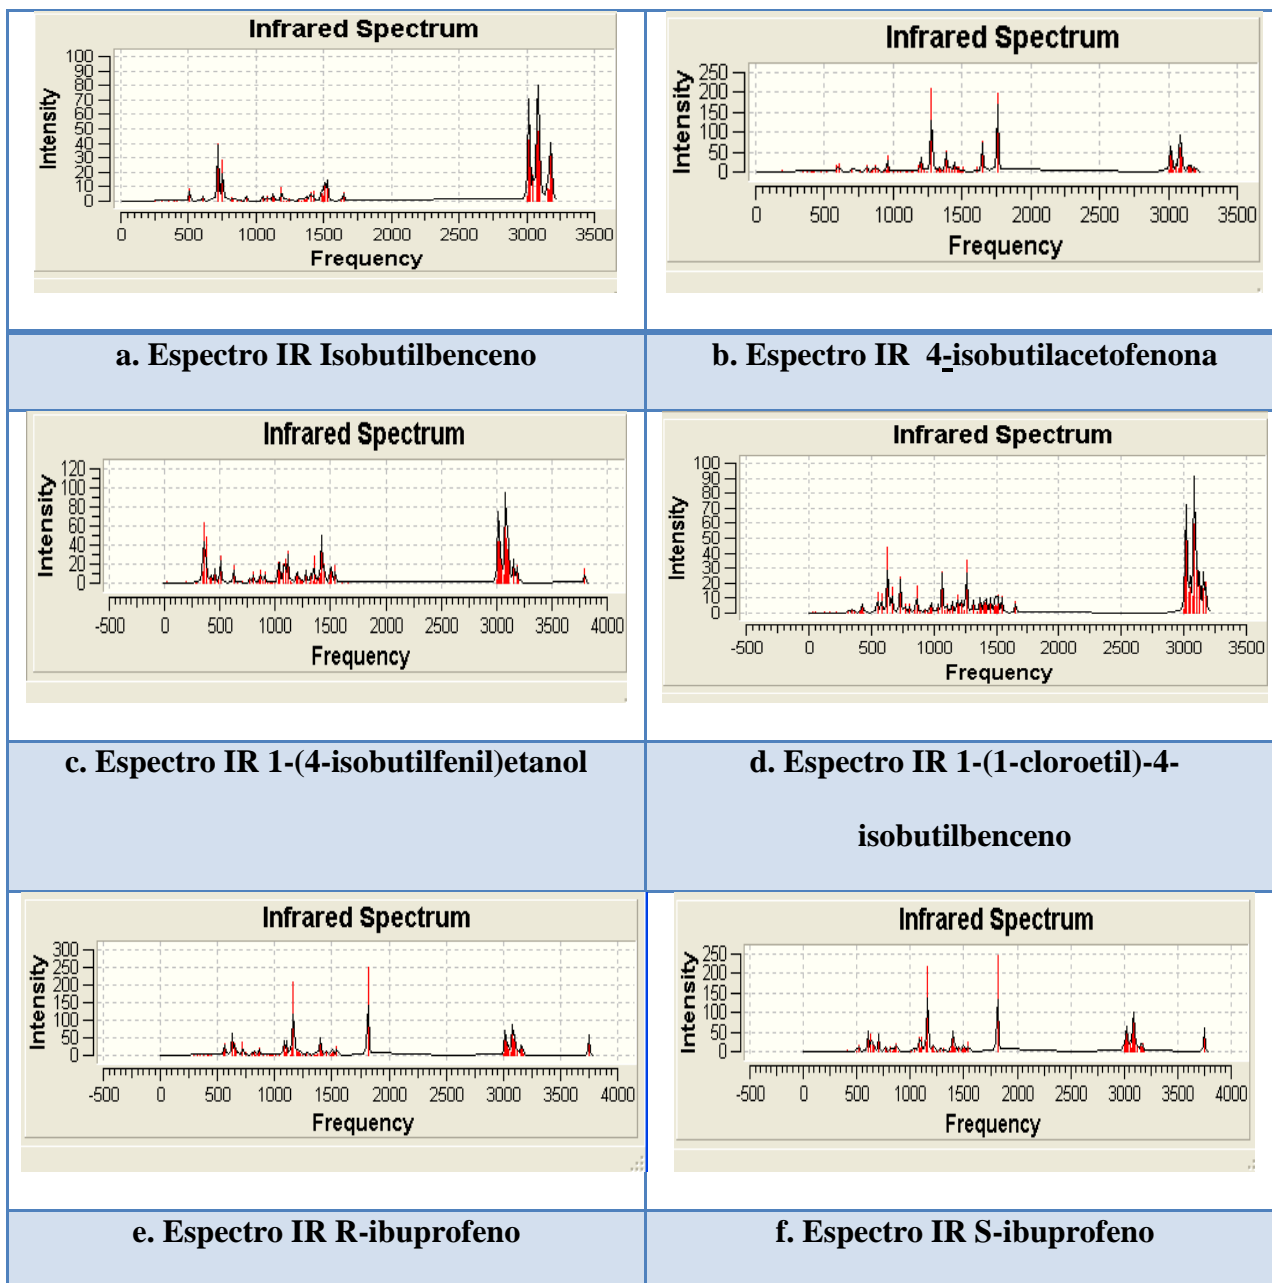 Infrared Spectrum
Intensity
100
90
80
70
60
50
40
30
20
10
0
0 500 1000 1500 2000 2500 3000 3500
Frequency
Infrared Spectrum
Intensity
250
200
150
100
50
0
0 500 1000 1500 2000 2500 3000 3500
Frequency
a. Espectro IR Isobutilbenceno
b. Espectro IR 4-isobutilacetofenona
Infrared Spectrum
Intensity
120
100
80
60
40
20
0
-500 0 500 1000 1500 2000 2500 3000 3500 4000
Frequency
Infrared Spectrum
Intensity
100
90
80
70
60
50
40
30
20
10
0
-500 0 500 1000 1500 2000 2500 3000 3500
Frequency
c. Espectro IR 1-(4-isobutilfenil)etanol
d. Espectro IR 1-(1-cloroetil)-4-
isobutilbenceno
Infrared Spectrum
Intensity
300
250
200
150
100
50
0
-500 0 500 1000 1500 2000 2500 3000 3500 4000
Frequency
Infrared Spectrum
Intensity
250
200
150
100
50
0
-500 0 500 1000 1500 2000 2500 3000 3500 4000
Frequency
e. Espectro IR R-ibuprofeno
f. Espectro IR S-ibuprofeno